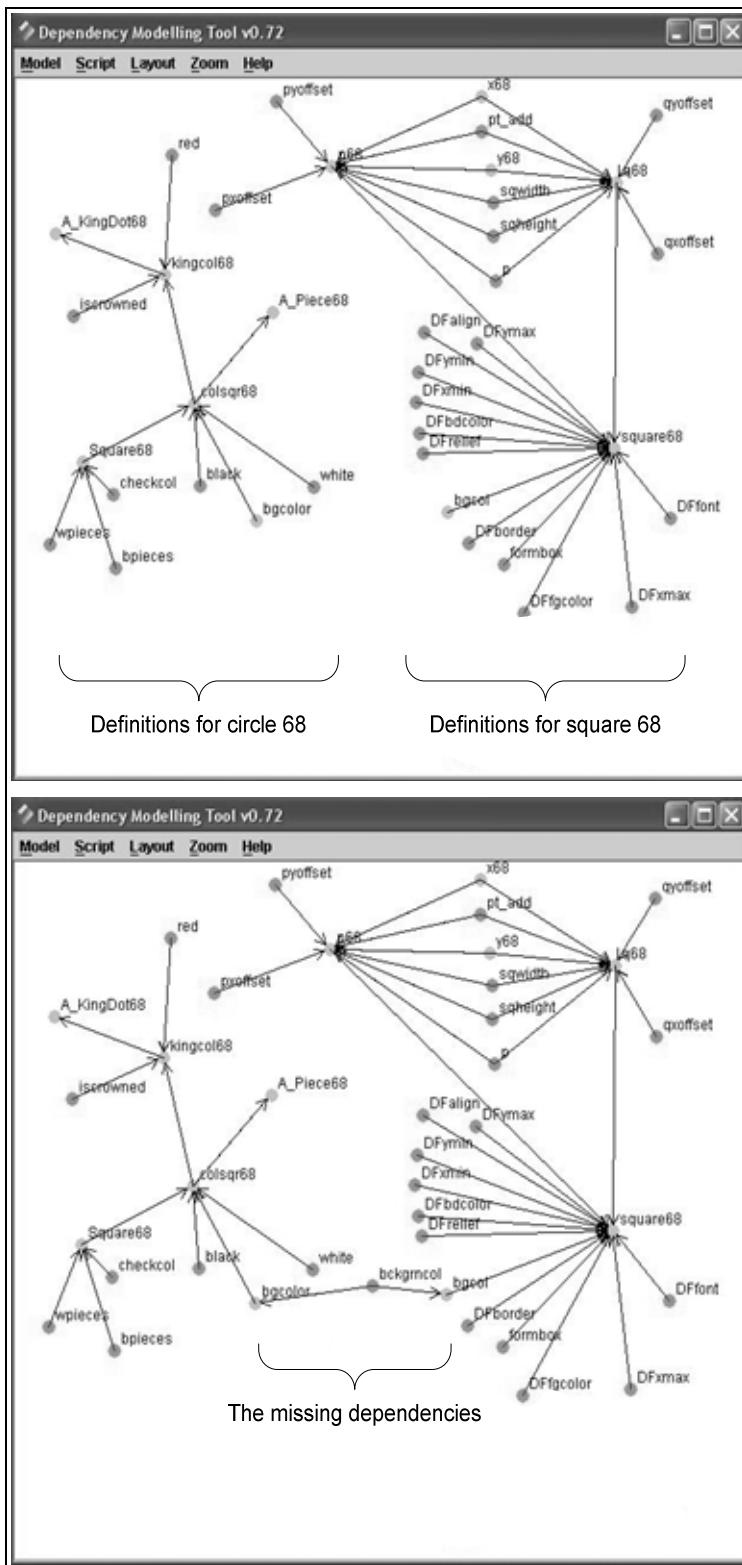 Dependency Modelling Tool v0.72
Model Script Layout Zoom Help
pyoffset
x68
qyoffset
pt_add
red
p68
y68
lq68
pxoffset
sqwidth
A_KingDot68
sqheight
qxoffset
kingcol68
p
iscrowned
A_Piece68
DFalign
DFymax
DFymin
DFxmin
colsqr68
DFbdcolor
square68
DFrelief
Square68
checkcol
black
white
bgcolor
bgcol
DFfont
wpieces
bpieces
DFborder
formbox
DFfgcolor
DFxmax
Definitions for circle 68
Definitions for square 68
Dependency Modelling Tool v0.72
Model Script Layout Zoom Help
pyoffset
x68
qyoffset
pt_add
red
p68
y68
lq68
pxoffset
sqwidth
A_KingDot68
sqheight
qxoffset
kingcol68
p
iscrowned
A_Piece68
DFalign
DFymax
DFymin
DFxmin
colsqr68
DFbdcolor
square68
DFrelief
Square68
checkcol
black
white
bgcolor
bckgrncol
bgcol
DFfont
wpieces
bpieces
DFborder
formbox
DFfgcolor
DFxmax
The missing dependencies